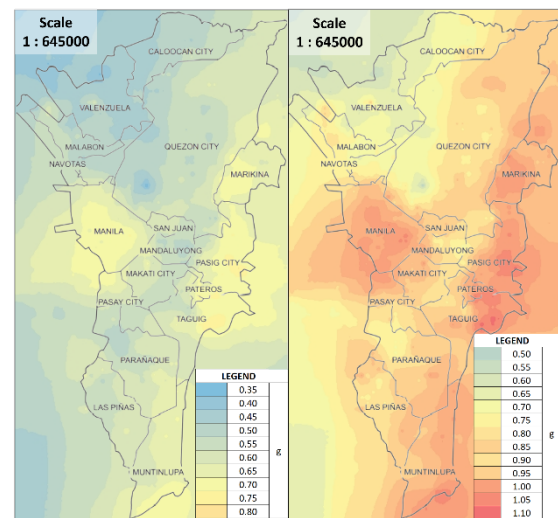 Scale
1 : 645000
CALOOCAN CITY
VALENZUELA
MALABON
NAVOTAS
QUEZON CITY
MARIKINA
MANILA
SAN JUAN
MANDALUYONG
PASIG CITY
MAKATI CITY
PATEROS
PASAY CITY
TAGUIG
PARAÑAQUE
LAS PIÑAS
MUNTINLUPA
LEGEND
0.35
0.40
0.45
0.50
0.55
0.60
0.65
0.70
0.75
0.80
g
Scale
1 : 645000
CALOOCAN CITY
VALENZUELA
MALABON
NAVOTAS
QUEZON CITY
MARIKINA
MANILA
SAN JUAN
MANDALUYONG
PASIG CITY
MAKATI CITY
PATEROS
PASAY CITY
TAGUIG
PARAÑAQUE
LAS PIÑAS
MUNTINLUPA
LEGEND
0.50
0.55
0.60
0.65
0.70
0.75
0.80
0.85
0.90
0.95
1.00
1.05
1.10
g